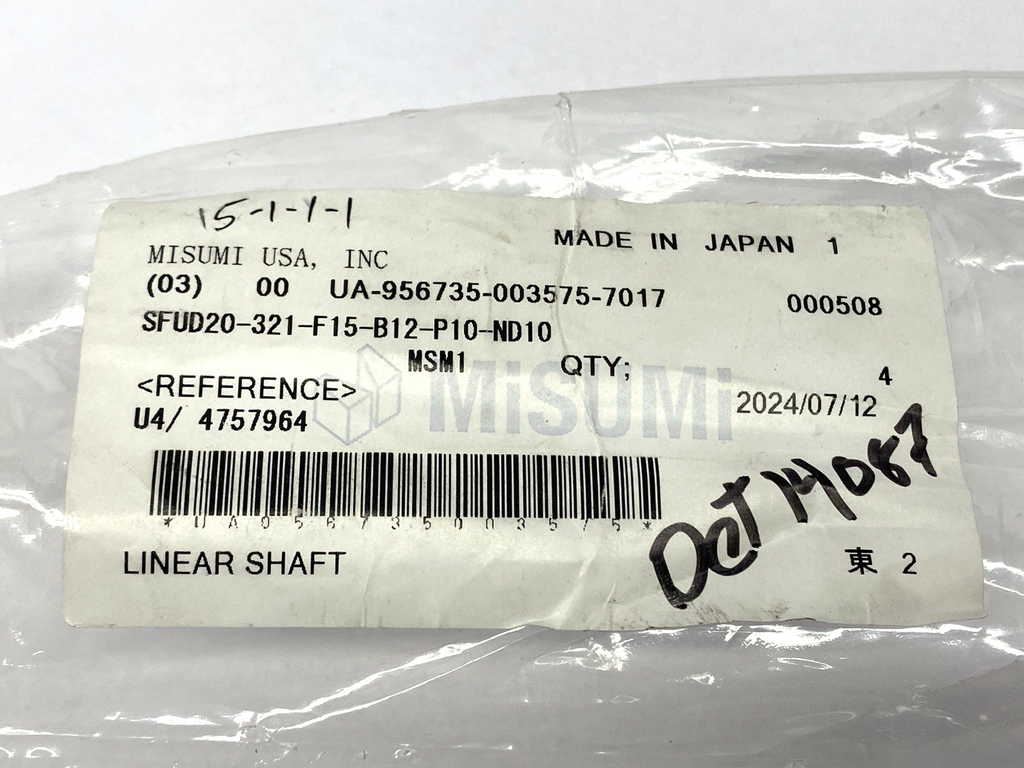 15-1-1-1
MADE IN JAPAN 1
MISUMI USA, INC
(03) 00 UA-956735-003575-7017 000508
SFUD20-321-F15-B12-P10-ND10
MSM1 QTY; 4
<REFERENCE> MiSUMi 2024/07/12
U4/ 4757964
*UA956735003575*
Oct 14087
LINEAR SHAFT 東 2